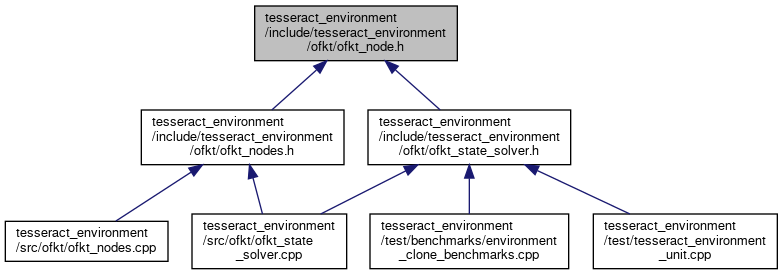 tesseract_environment
/include/tesseract_environment
/ofkt/ofkt_node.h
tesseract_environment
/include/tesseract_environment
/ofkt/ofkt_nodes.h
tesseract_environment
/include/tesseract_environment
/ofkt/ofkt_state_solver.h
tesseract_environment
/src/ofkt/ofkt_nodes.cpp
tesseract_environment
/src/ofkt/ofkt_state
_solver.cpp
tesseract_environment
/test/benchmarks/environment
_clone_benchmarks.cpp
tesseract_environment
/test/tesseract_environment
_unit.cpp